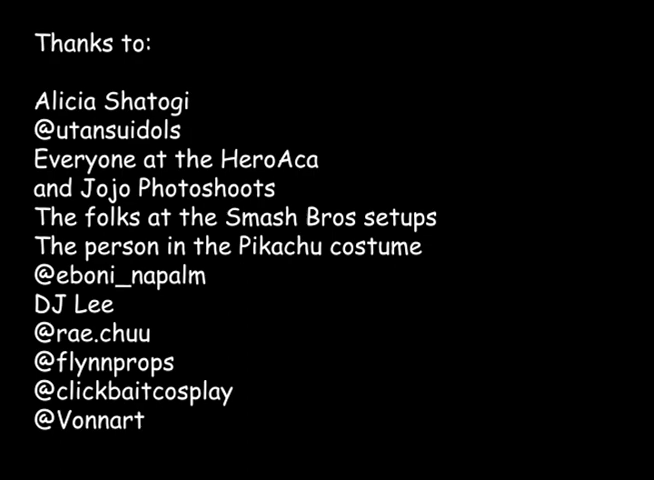 Thanks to:
Alicia Shatogi
@utansuidols
Everyone at the HeroAca
and Jojo Photoshoots
The folks at the Smash Bros setups
The person in the Pikachu costume
@eboni_napalm
DJ Lee
@rae.chuu
@flynnprops
@clickbaitcosplay
@Vonnart